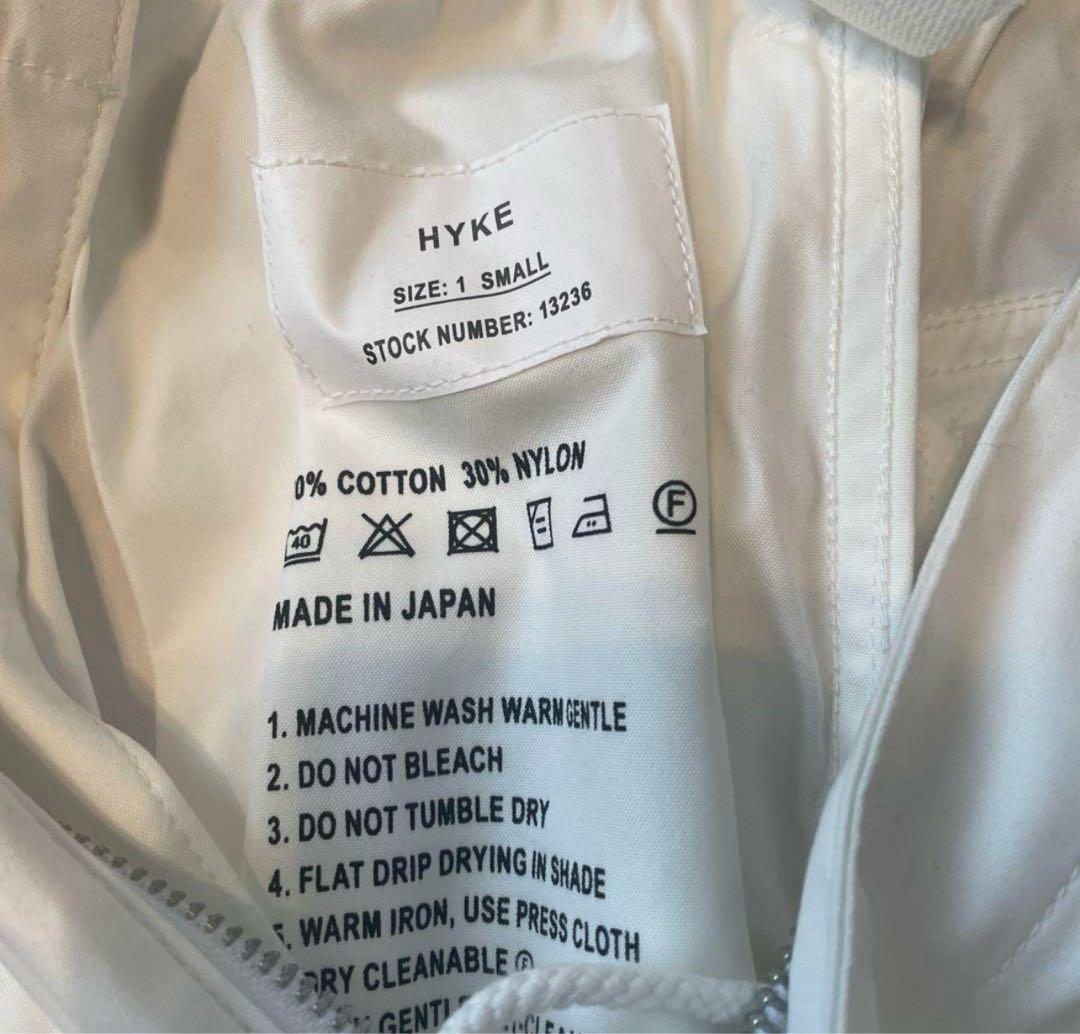 HYKE
SIZE: 1 SMALL
STOCK NUMBER: 13236
0% COTTON 30% NYLON
40 F
MADE IN JAPAN
1. MACHINE WASH WARM GENTLE
2. DO NOT BLEACH
3. DO NOT TUMBLE DRY
4. FLAT DRIP DRYING IN SHADE
5. WARM IRON, USE PRESS CLOTH
DRY CLEANABLE Ⓕ
GENTL